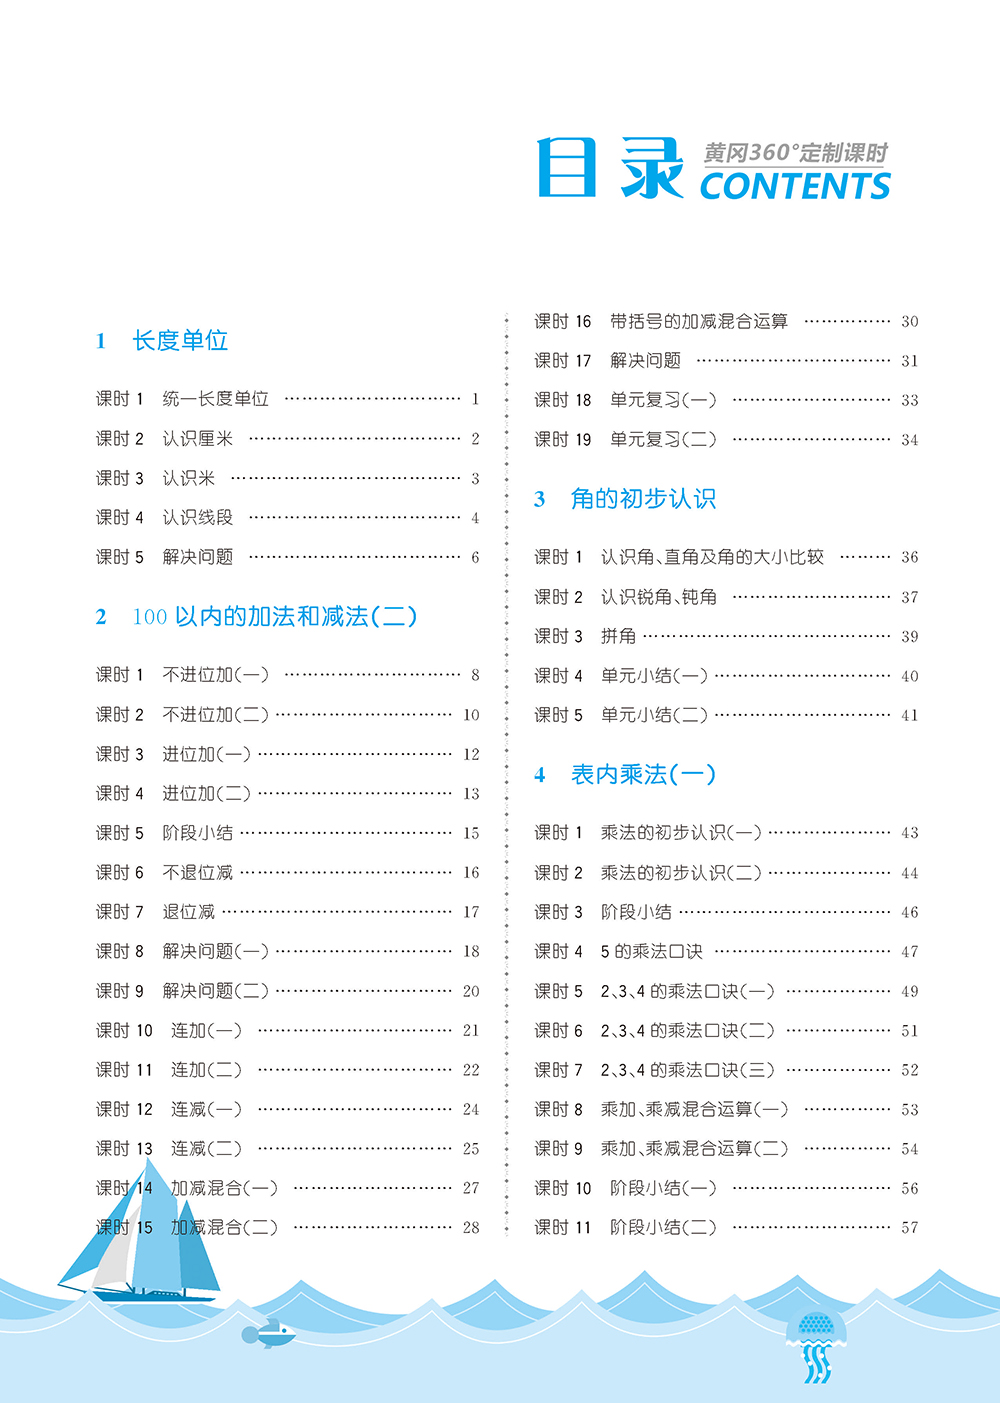 目录
黄冈360°定制课时
CONTENTS
1 长度单位
课时 1 统一长度单位 ………………………… 1
课时 2 认识厘米 ……………………………… 2
课时 3 认识米 ………………………………… 3
课时 4 认识线段 ……………………………… 4
课时 5 解决问题 ……………………………… 6
2 100 以内的加法和减法(二)
课时 1 不进位加(一) ………………………… 8
课时 2 不进位加(二) ………………………… 10
课时 3 进位加(一) …………………………… 12
课时 4 进位加(二) …………………………… 13
课时 5 阶段小结 ……………………………… 15
课时 6 不退位减 ……………………………… 16
课时 7 退位减 ………………………………… 17
课时 8 解决问题(一) ………………………… 18
课时 9 解决问题(二) ………………………… 20
课时 10 连加(一) …………………………… 21
课时 11 连加(二) …………………………… 22
课时 12 连减(一) …………………………… 24
课时 13 连减(二) …………………………… 25
课时 14 加减混合(一) ……………………… 27
课时 15 加减混合(二) ……………………… 28
课时 16 带括号的加减混合运算 …………… 30
课时 17 解决问题 …………………………… 31
课时 18 单元复习(一) ……………………… 33
课时 19 单元复习(二) ……………………… 34
3 角的初步认识
课时 1 认识角、直角及角的大小比较 ……… 36
课时 2 认识锐角、钝角 ……………………… 37
课时 3 拼角 …………………………………… 39
课时 4 单元小结(一) ………………………… 40
课时 5 单元小结(二) ………………………… 41
4 表内乘法(一)
课时 1 乘法的初步认识(一) ………………… 43
课时 2 乘法的初步认识(二) ………………… 44
课时 3 阶段小结 ……………………………… 46
课时 4 5 的乘法口诀 ………………………… 47
课时 5 2、3、4 的乘法口诀(一) ……………… 49
课时 6 2、3、4 的乘法口诀(二) ……………… 51
课时 7 2、3、4 的乘法口诀(三) ……………… 52
课时 8 乘加、乘减混合运算(一) …………… 53
课时 9 乘加、乘减混合运算(二) …………… 54
课时 10 阶段小结(一) ……………………… 56
课时 11 阶段小结(二) ……………………… 57